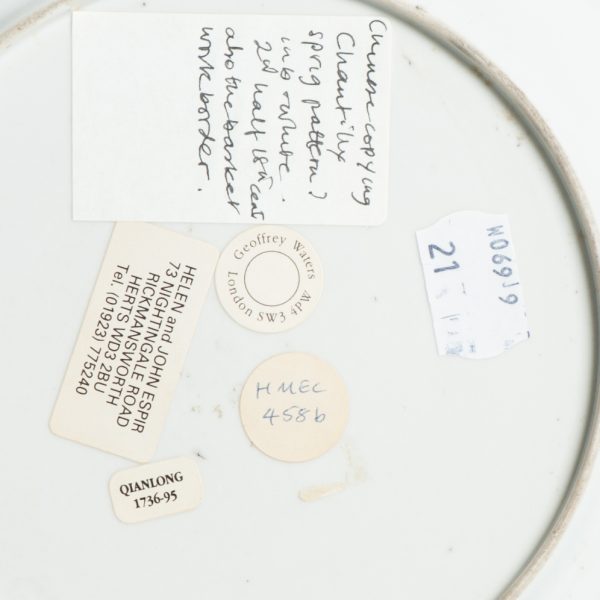 Chinese copying
Chantilly
sprig pattern)
in b + white.
2nd half 18th cent
also the basket
work border.
Geoffrey Waters
London SW3 4PW
HELEN and JOHN ESPIR
73 NIGHTINGALE ROAD
RICKMANSWORTH
HERTS WD3 2BU
Tel. (01923) 775240
HMEC
458b
QIANLONG
1736-95
W069J9
21